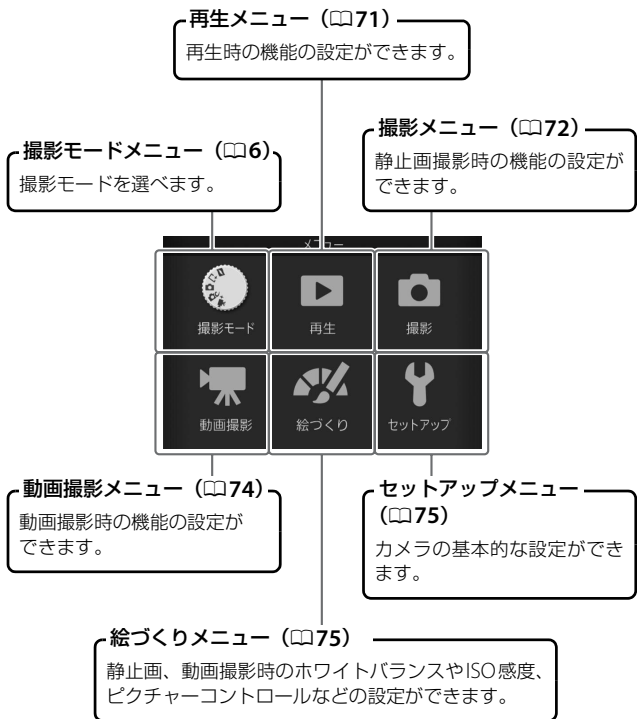 再生メニュー(📖71)
再生時の機能の設定ができます。
撮影モードメニュー(📖6)
撮影モードを選べます。
撮影メニュー(📖72)
静止画撮影時の機能の設定が
できます。
メニュー
撮影モード
再生
撮影
動画撮影
絵づくり
セットアップ
動画撮影メニュー(📖74)
動画撮影時の機能の設定が
できます。
セットアップメニュー
(📖75)
カメラの基本的な設定ができ
ます。
絵づくりメニュー(📖75)
静止画、動画撮影時のホワイトバランスやISO感度、
ピクチャーコントロールなどの設定ができます。